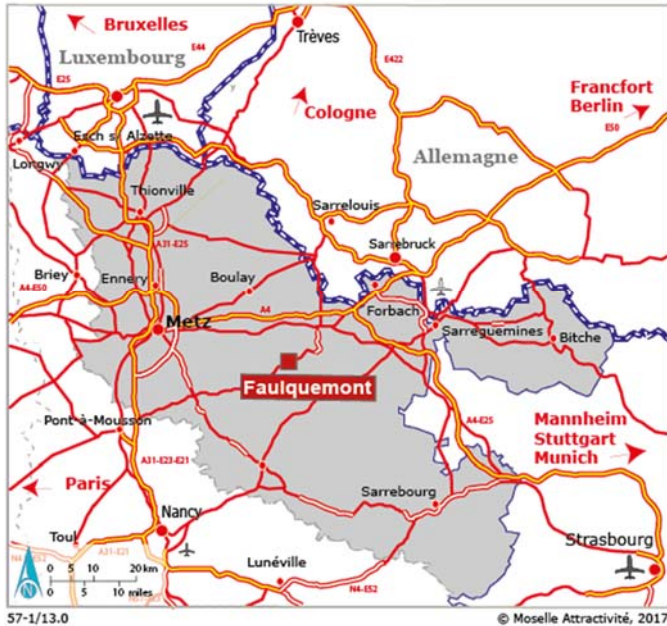 Bruxelles
E44
Trèves
Luxembourg
E25
E422
Francfort
Berlin
Cologne
E50
Esch s/ Alzette
Allemagne
Longwy
Thionville
Sarrelouis
A31-E25
Sarrebruck
Briey
Ennery
Boulay
A4-E50
Forbach
A4
Metz
Sarreguemines
Bitche
Faulquemont
A4-E25
Mannheim
Stuttgart
Munich
Pont-à-Mousson
A31-E23-E21
Paris
Sarrebourg
Nancy
Toul
Strasbourg
A31-E21
Lunéville
N4-E52
0 5 10 20km
0 5 10 miles
57-1/13.0
© Moselle Attractivité, 2017